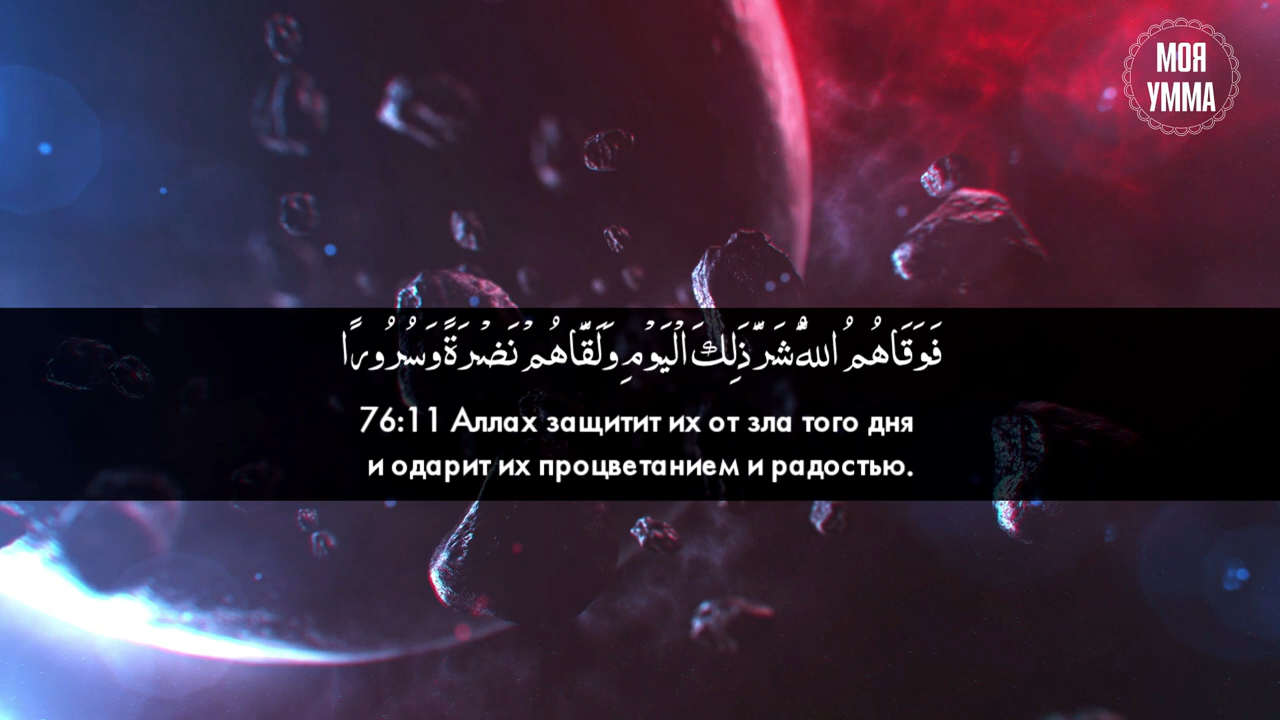 МОЯ
УММА
فَوَقَاهُمُ اللَّهُ شَرَّ ذَٰلِكَ الْيَوْمِ وَلَقَّاهُمْ نَضْرَةً وَسُرُورًا
76:11 Аллах защитит их от зла того дня
и одарит их процветанием и радостью.